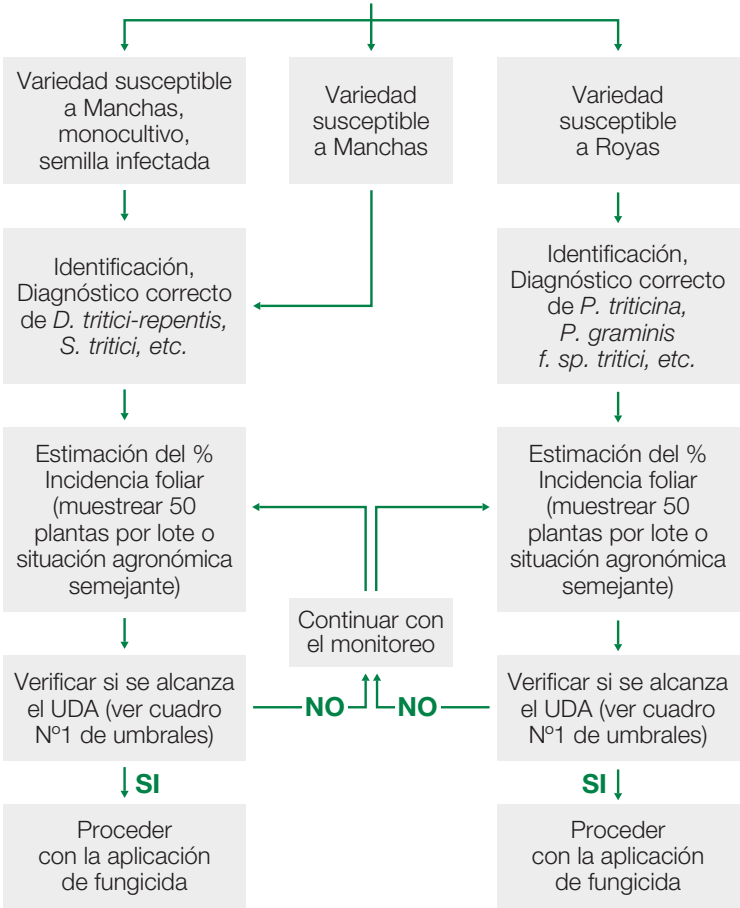 Variedad susceptible
a Manchas,
monocultivo,
semilla infectada
Variedad
susceptible
a Manchas
Variedad
susceptible
a Royas
Identificación,
Diagnóstico correcto
de D. tritici-repentis,
S. tritici, etc.
Identificación,
Diagnóstico correcto
de P. triticina,
P. graminis
f. sp. tritici, etc.
Estimación del %
Incidencia foliar
(muestrear 50
plantas por lote o
situación agronómica
semejante)
Estimación del %
Incidencia foliar
(muestrear 50
plantas por lote o
situación agronómica
semejante)
Continuar con
el monitoreo
Verificar si se alcanza
el UDA (ver cuadro
Nº1 de umbrales)
NO
NO
Verificar si se alcanza
el UDA (ver cuadro
Nº1 de umbrales)
SI
SI
Proceder
con la aplicación
de fungicida
Proceder
con la aplicación
de fungicida